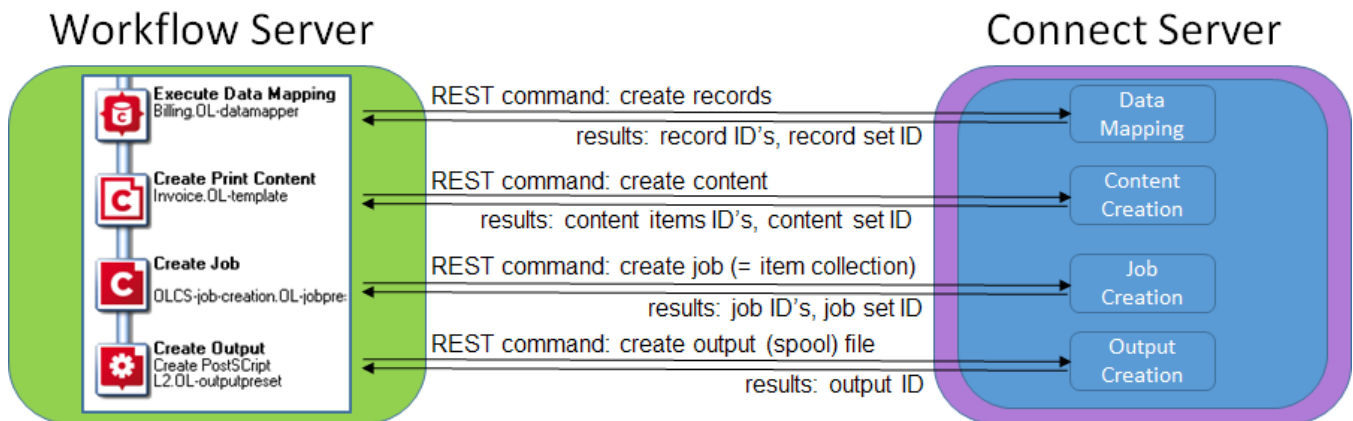 Workflow Server
Connect Server
Execute Data Mapping
Billing.OL-datamapper
REST command: create records
results: record ID's, record set ID
Data
Mapping
Create Print Content
Invoice.OL-template
REST command: create content
results: content items ID's, content set ID
Content
Creation
Create Job
OLCS-job-creation.OL-jobpre:
REST command: create job (= item collection)
results: job ID's, job set ID
Job
Creation
Create Output
Create PostSCript
L2.OL-outputpreset
REST command: create output (spool) file
results: output ID
Output
Creation